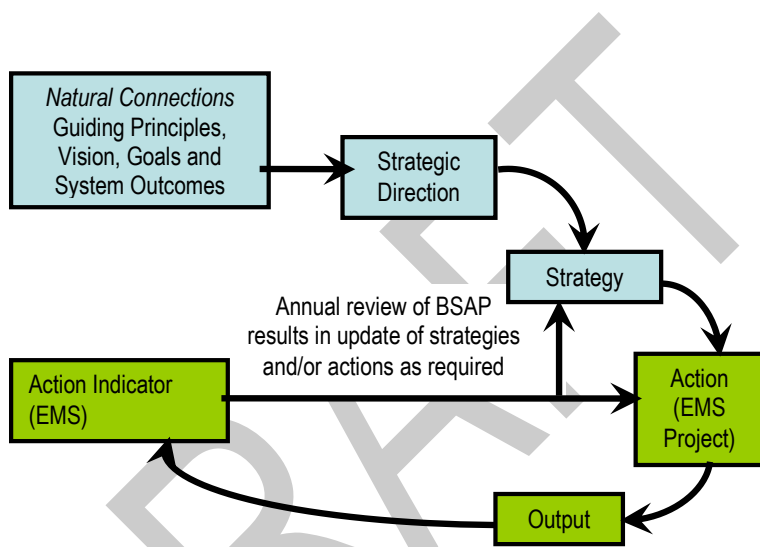 Natural Connections
Guiding Principles,
Vision, Goals and
System Outcomes
Strategic
Direction
Strategy
Annual review of BSAP
results in update of strategies
and/or actions as required
Action Indicator
(EMS)
Action
(EMS
Project)
Output
DRAFT